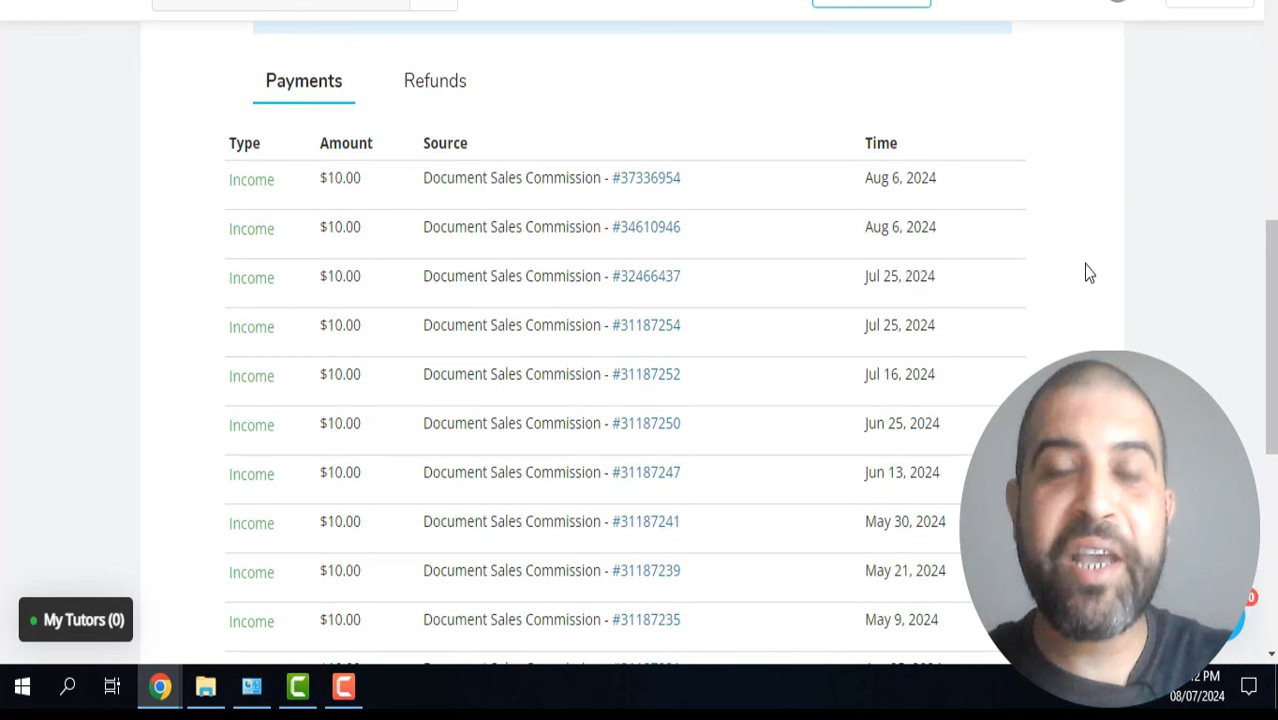 Payments Refunds
Type Amount Source Time
Income $10.00 Document Sales Commission - #37336954 Aug 6, 2024
Income $10.00 Document Sales Commission - #34610946 Aug 6, 2024
Income $10.00 Document Sales Commission - #32466437 Jul 25, 2024
Income $10.00 Document Sales Commission - #31187254 Jul 25, 2024
Income $10.00 Document Sales Commission - #31187252 Jul 16, 2024
Income $10.00 Document Sales Commission - #31187250 Jun 25, 2024
Income $10.00 Document Sales Commission - #31187247 Jun 13, 2024
Income $10.00 Document Sales Commission - #31187241 May 30, 2024
Income $10.00 Document Sales Commission - #31187239 May 21, 2024
Income $10.00 Document Sales Commission - #31187235 May 9, 2024
My Tutors (0)
PM
08/07/2024